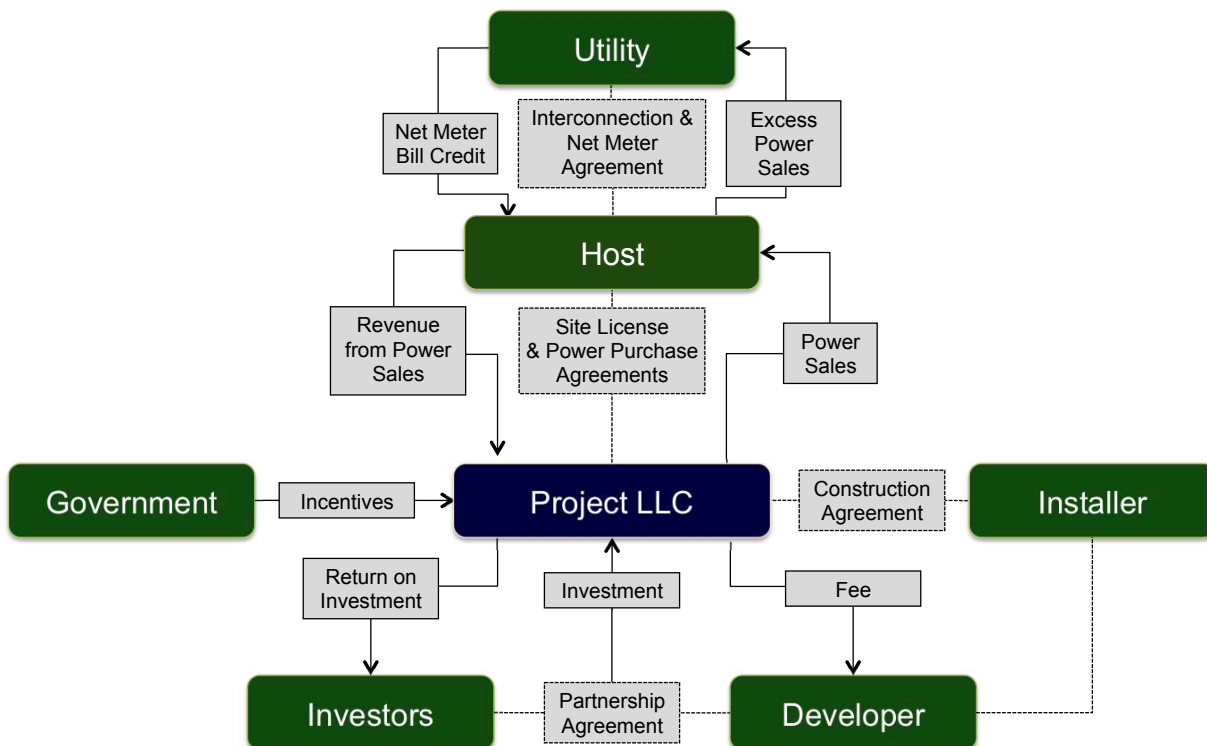 Utility
Net Meter
Bill Credit
Interconnection &
Net Meter
Agreement
Excess
Power
Sales
Host
Revenue
from Power
Sales
Site License
& Power Purchase
Agreements
Power
Sales
Government
Incentives
Project LLC
Construction
Agreement
Installer
Return on
Investment
Investment
Fee
Investors
Partnership
Agreement
Developer